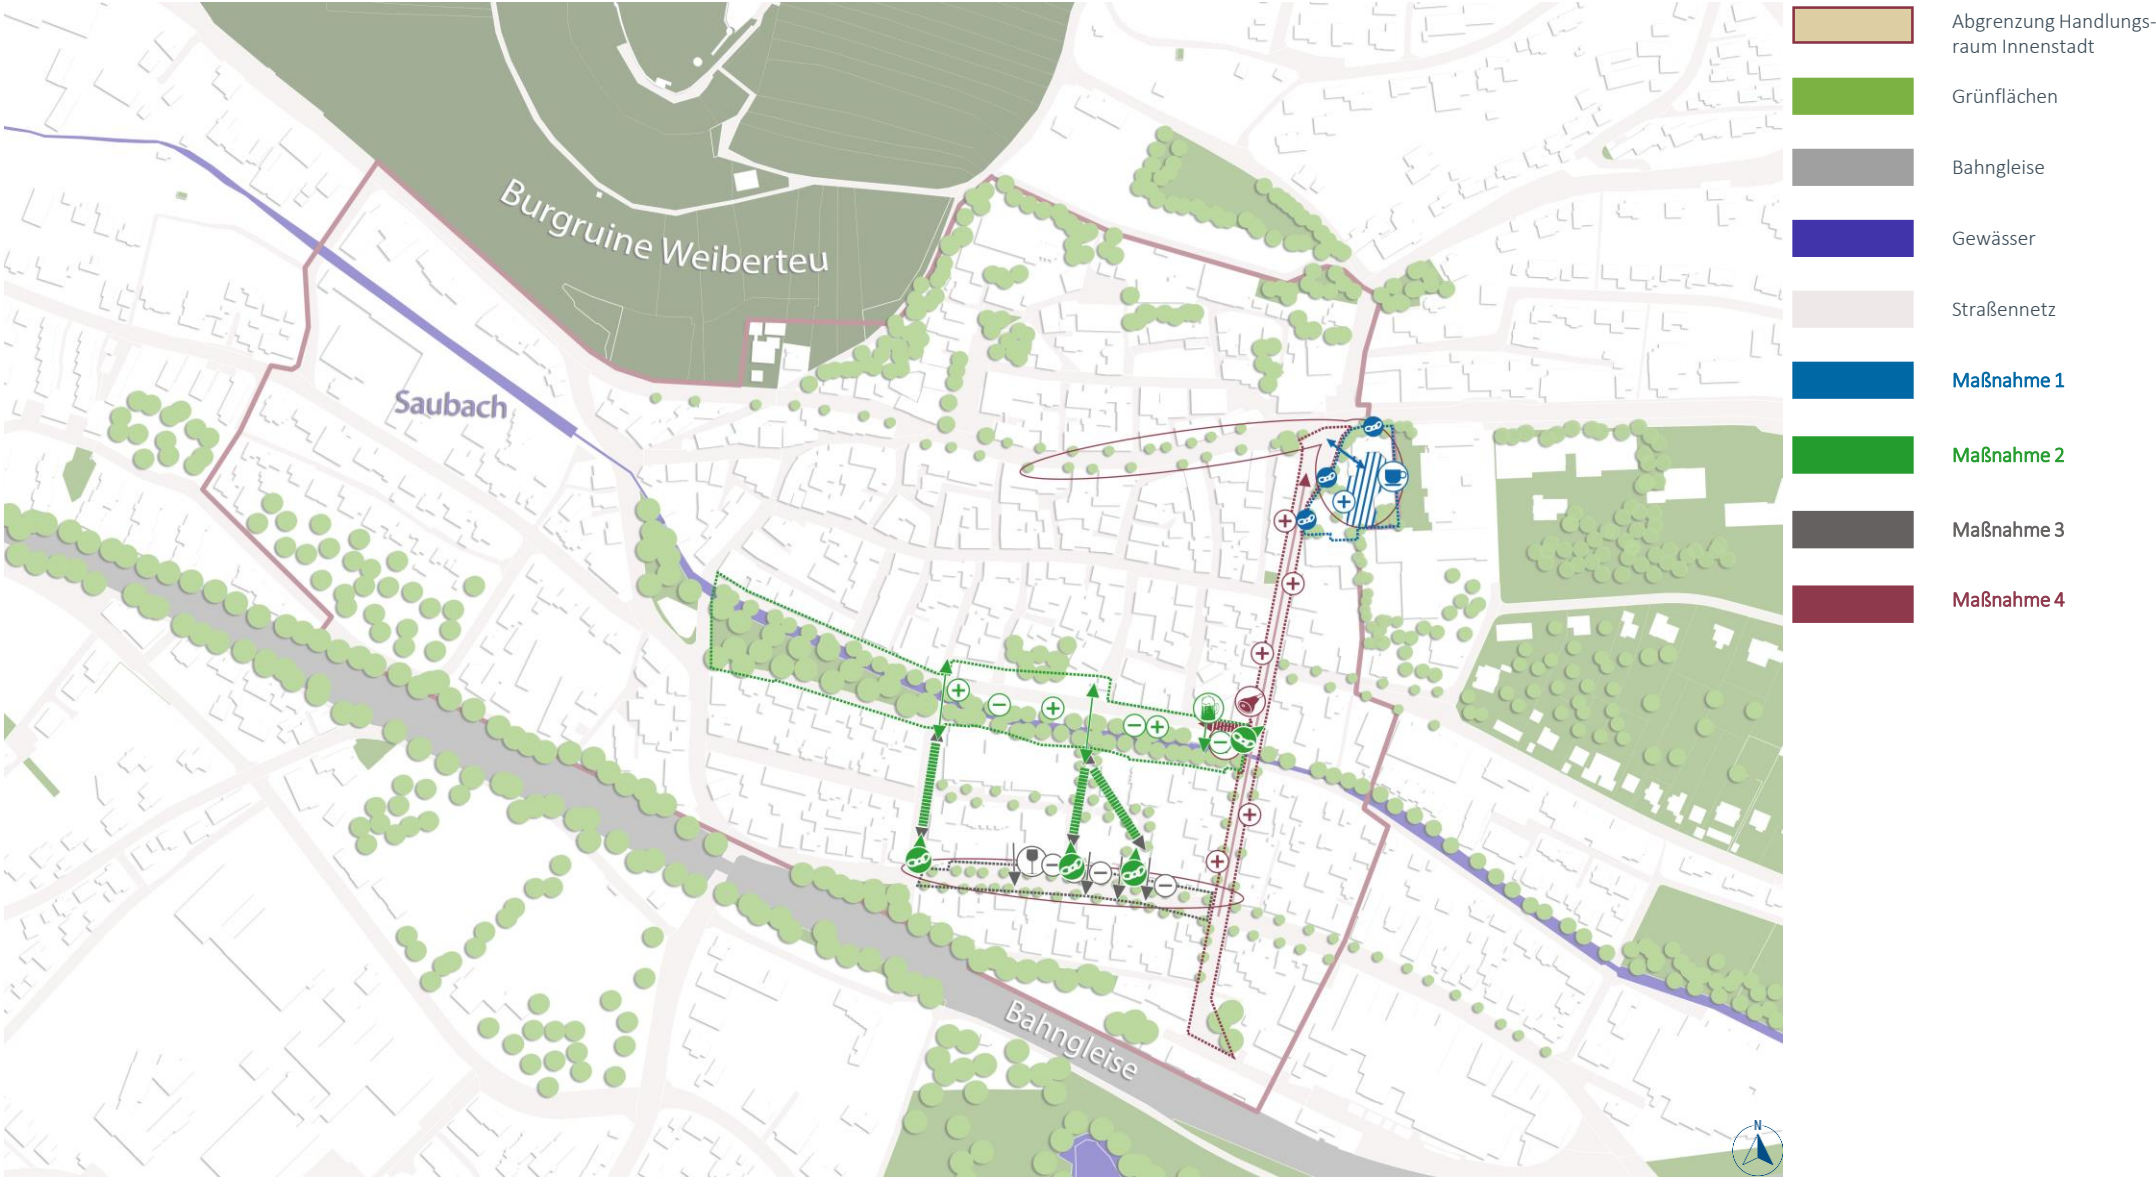 Abgrenzung Handlungs-
raum Innenstadt
Grünflächen
Bahngleise
Gewässer
Straßennetz
Maßnahme 1
Maßnahme 2
Maßnahme 3
Maßnahme 4
Burgruine Weiberteu
Saubach
Bahngleise
N